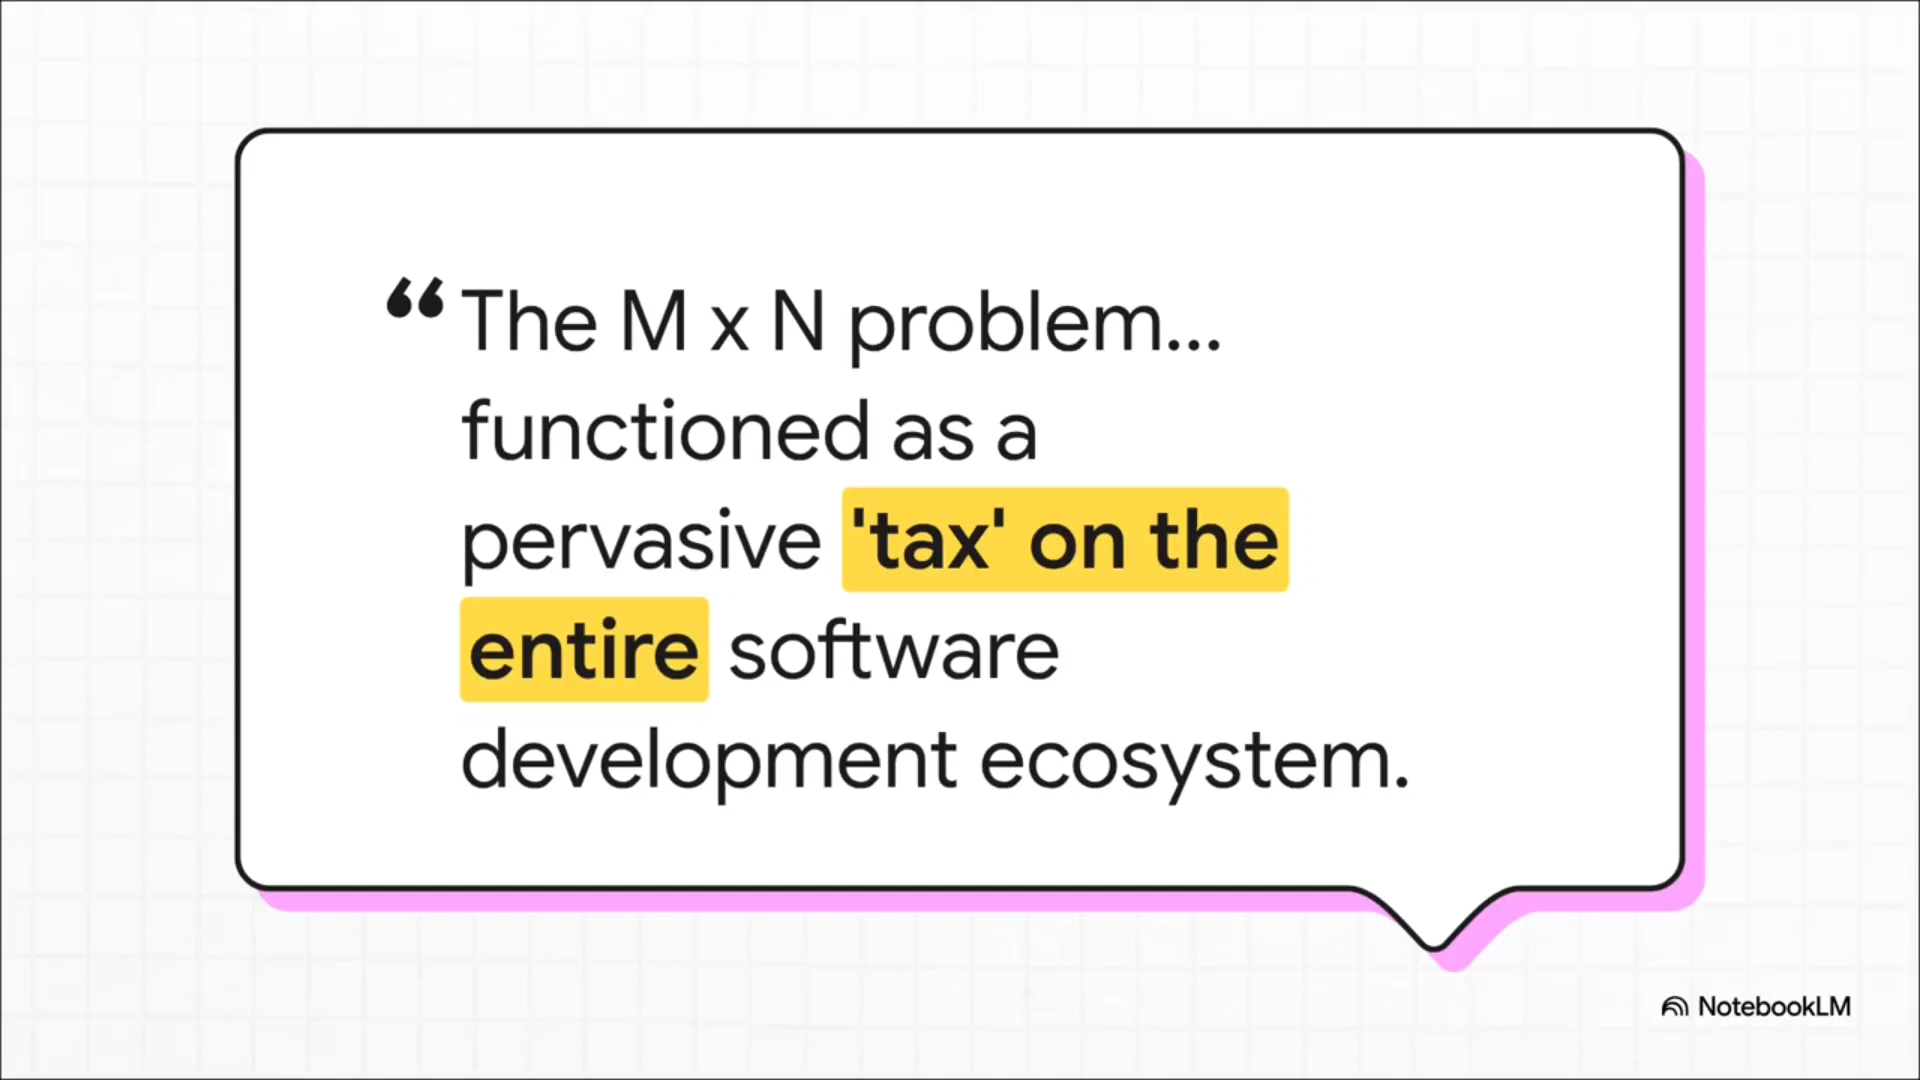 “The M x N problem...
functioned as a
pervasive 'tax' on the
entire software
development ecosystem.
NotebookLM